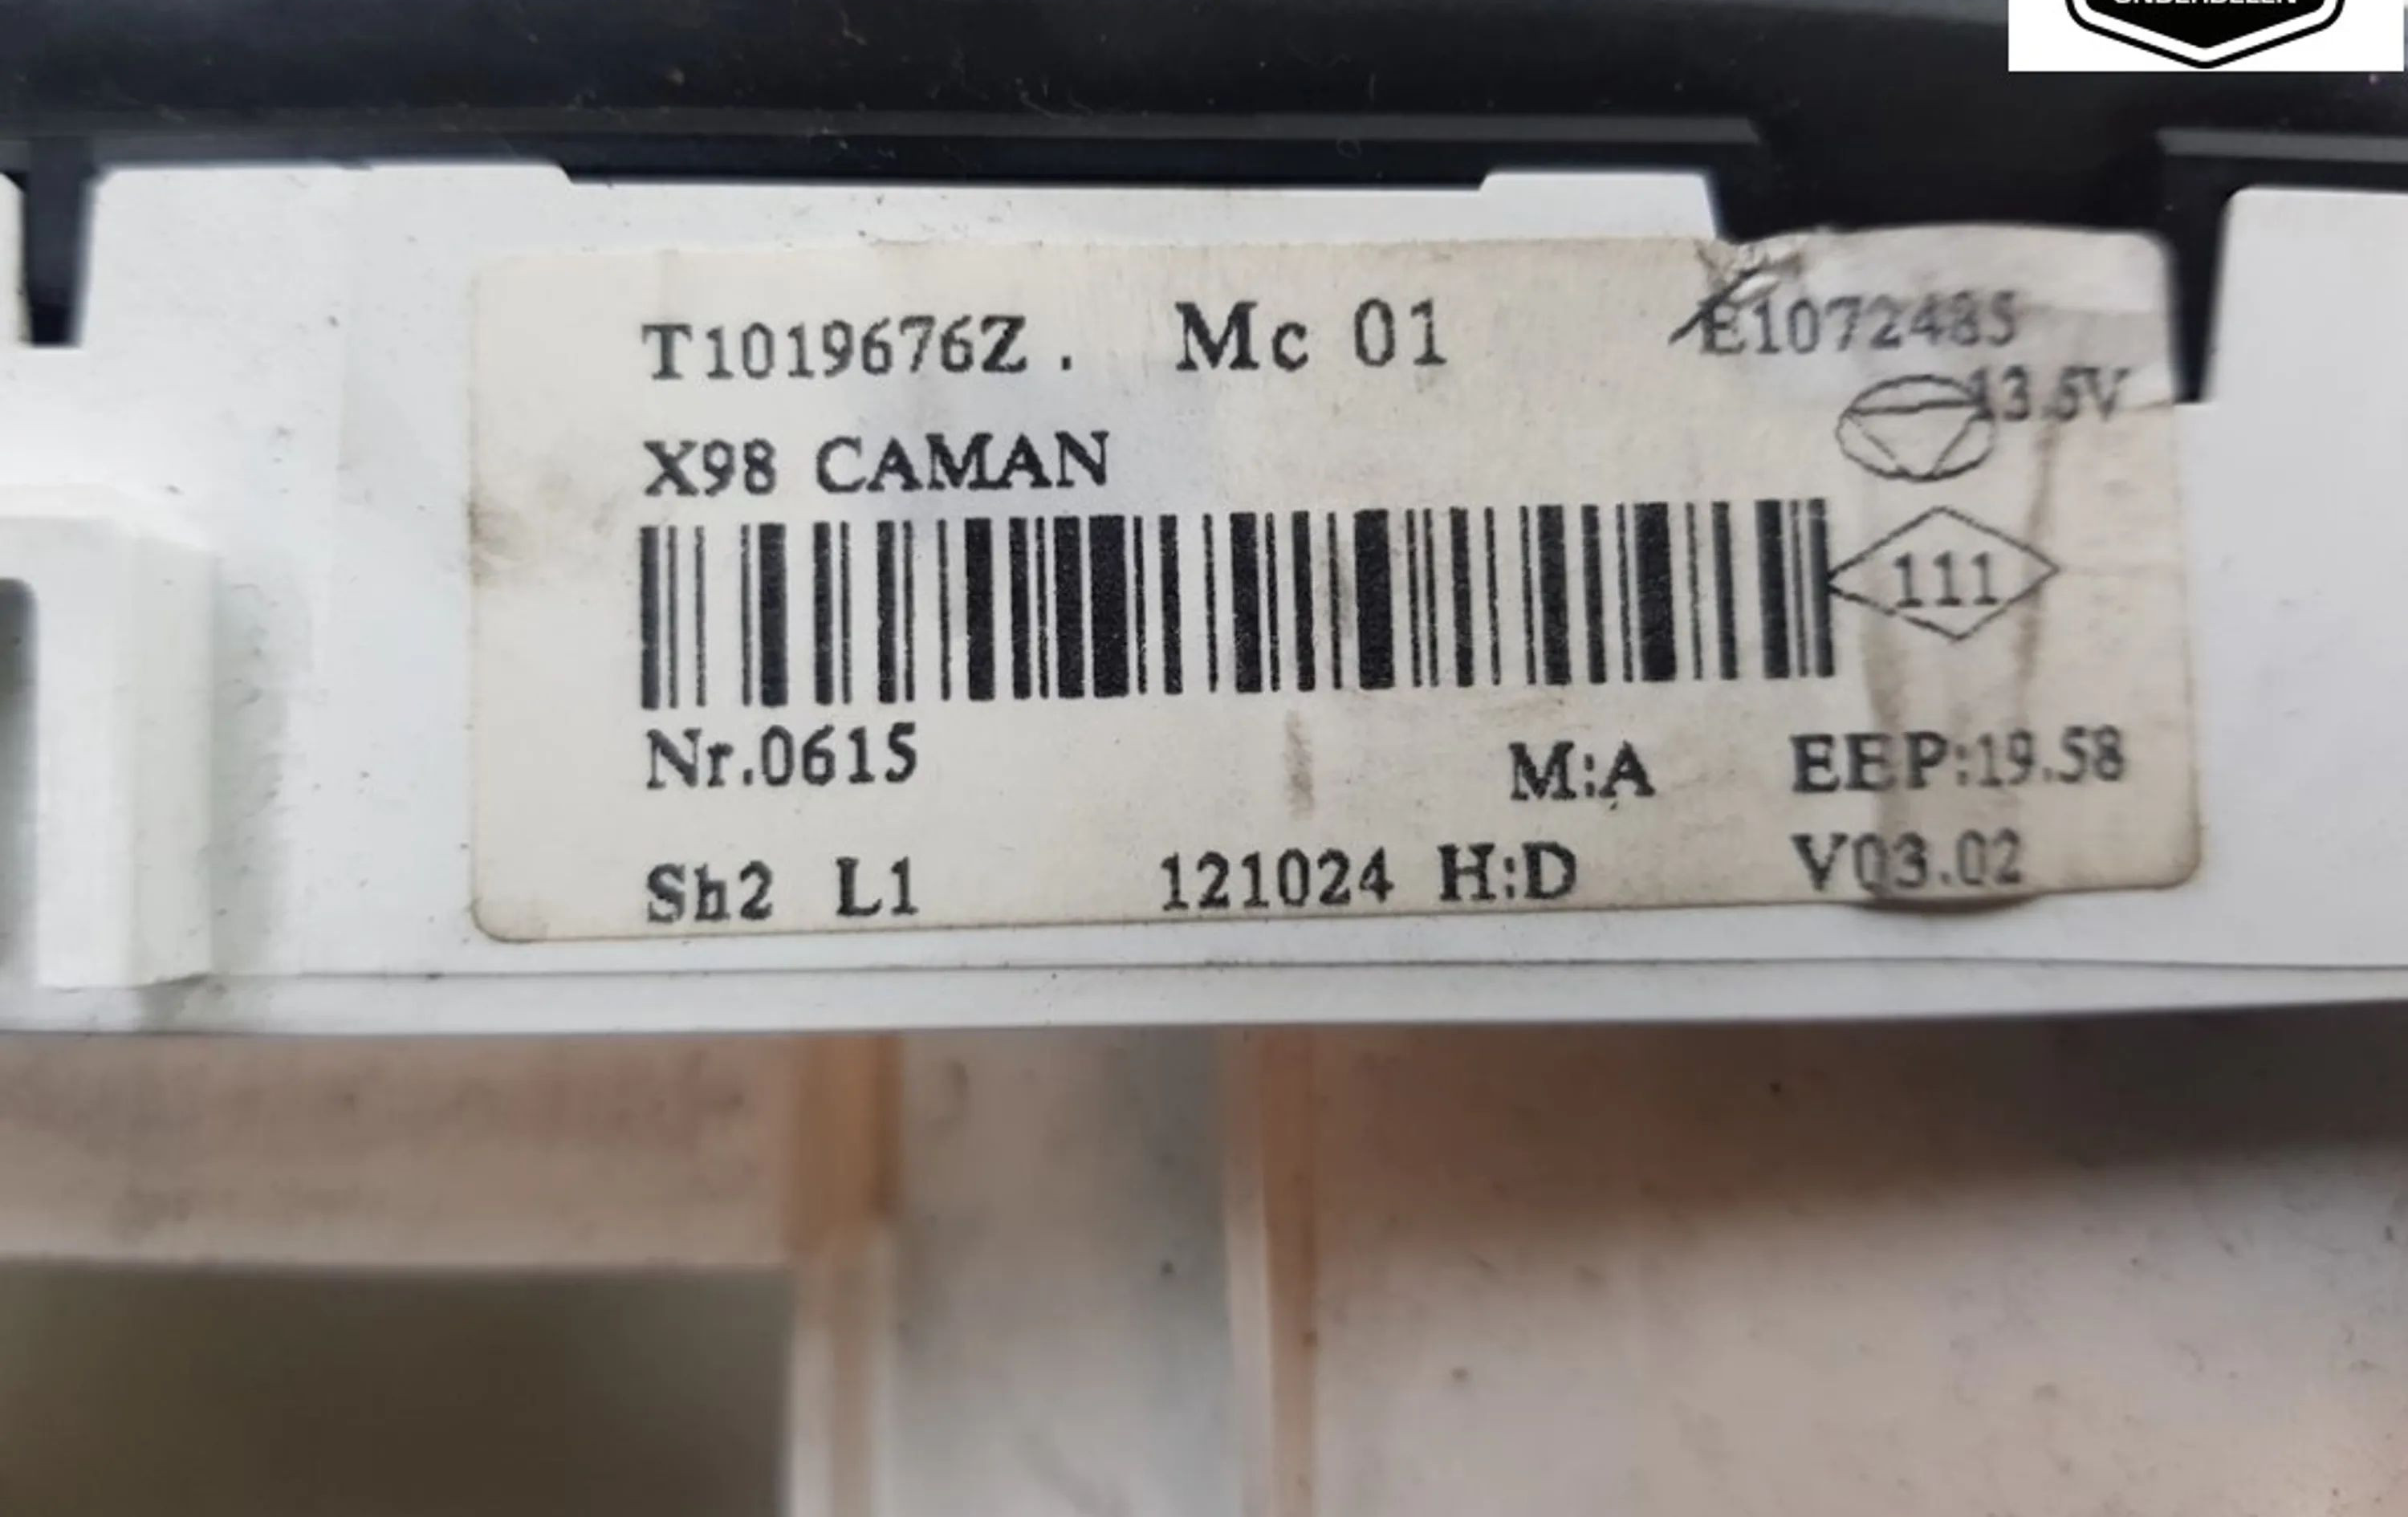 ONDERDELEN
T1019676Z. Mc 01 E1072485
13.5V
X98 CAMAN
111
Nr.0615 M:A EEP:19.58
Sh2 L1 121024 H:D V03.02